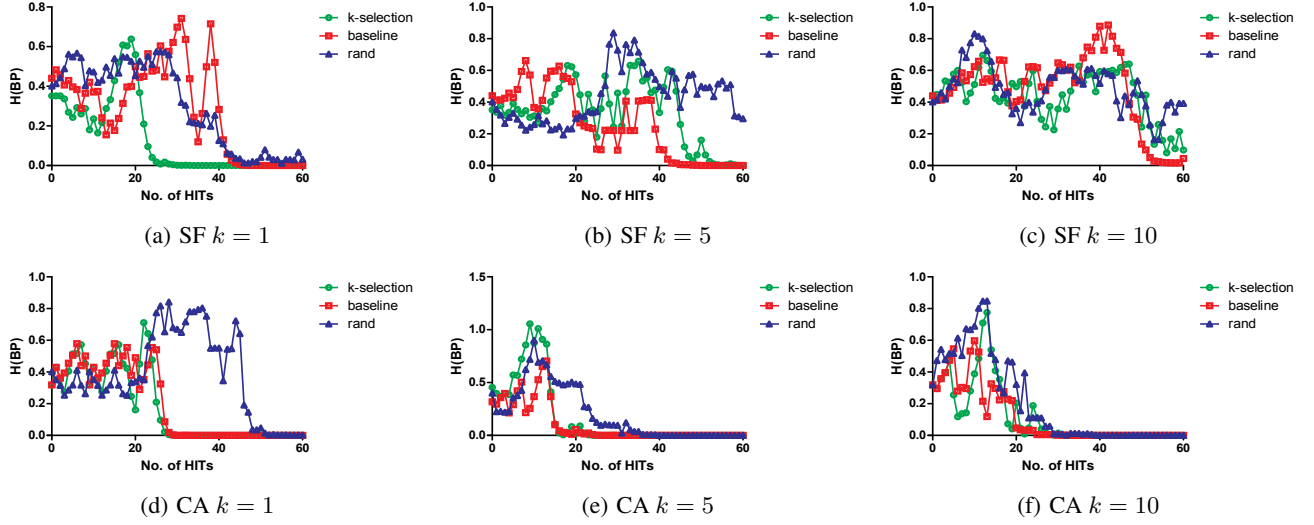 k-selection
baseline
rand
H(BP)
0.8
0.6
0.4
0.2
0.0
0 20 40 60
No. of HITs
(a) SF k = 1
k-selection
baseline
rand
H(BP)
1.0
0.8
0.6
0.4
0.2
0.0
0 20 40 60
No. of HITs
(b) SF k = 5
k-selection
baseline
rand
H(BP)
1.0
0.8
0.6
0.4
0.2
0.0
0 20 40 60
No. of HITs
(c) SF k = 10
k-selection
baseline
rand
H(BP)
1.0
0.8
0.6
0.4
0.2
0.0
0 20 40 60
No. of HITs
(d) CA k = 1
k-selection
baseline
rand
H(BP)
1.5
1.0
0.5
0.0
0 20 40 60
No. of HITs
(e) CA k = 5
k-selection
baseline
rand
H(BP)
1.0
0.8
0.6
0.4
0.2
0.0
0 20 40 60
No. of HITs
(f) CA k = 10